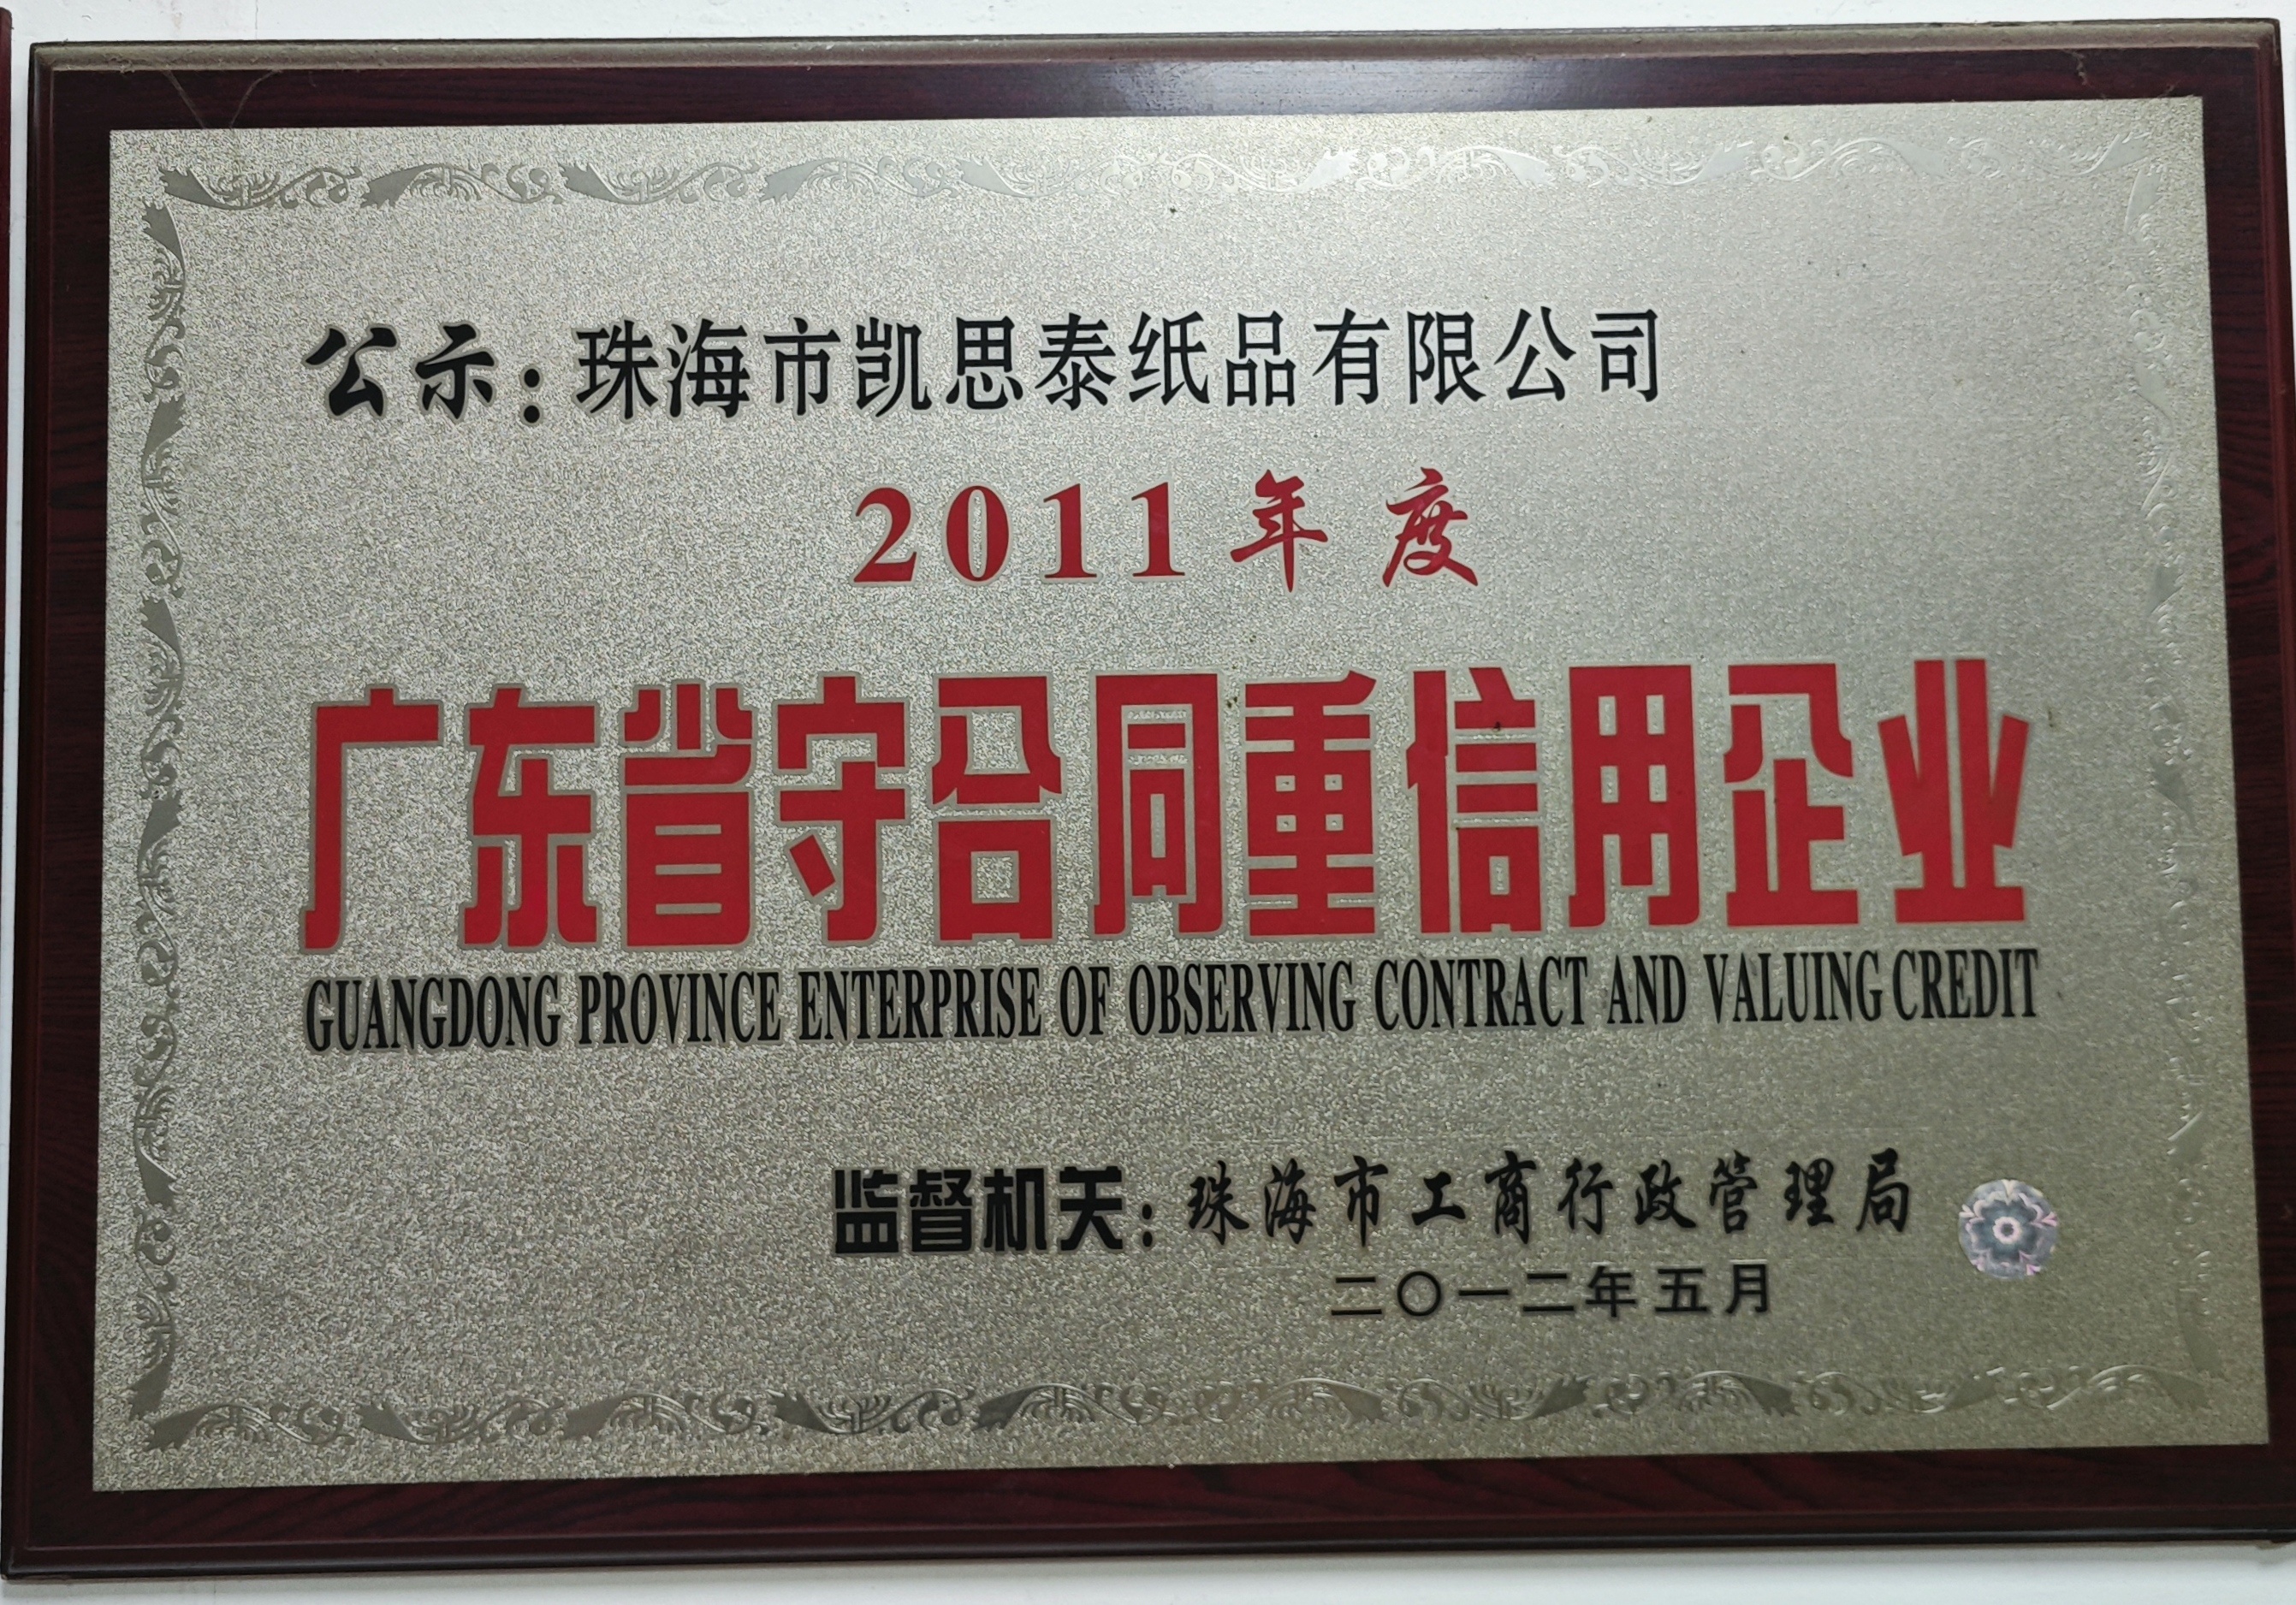 公示：珠海市凯思泰纸品有限公司
2011年度
广东省守合同重信用企业
GUANGDONG PROVINCE ENTERPRISE OF OBSERVING CONTRACT AND VALUING CREDIT
监督机关：珠海市工商行政管理局
二〇一二年五月